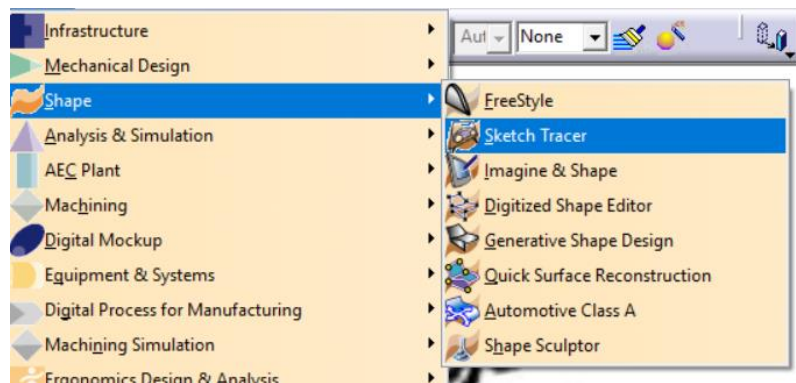 Infrastructure
Mechanical Design
Shape
Analysis & Simulation
AEC Plant
Machining
Digital Mockup
Equipment & Systems
Digital Process for Manufacturing
Machining Simulation
Ergonomics Design & Analysis
Aut
None
FreeStyle
Sketch Tracer
Imagine & Shape
Digitized Shape Editor
Generative Shape Design
Quick Surface Reconstruction
Automotive Class A
Shape Sculptor